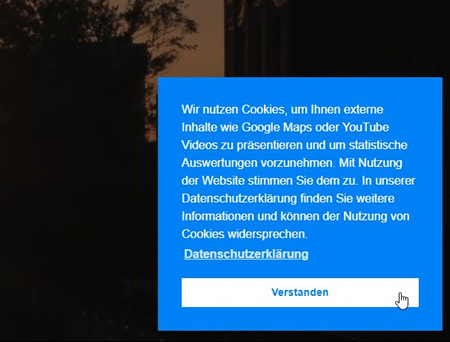 Wir nutzen Cookies, um Ihnen externe
Inhalte wie Google Maps oder YouTube
Videos zu präsentieren und um statistische
Auswertungen vorzunehmen. Mit Nutzung
der Website stimmen Sie dem zu. In unserer
Datenschutzerklärung finden Sie weitere
Informationen und können der Nutzung von
Cookies widersprechen.
Datenschutzerklärung
Verstanden